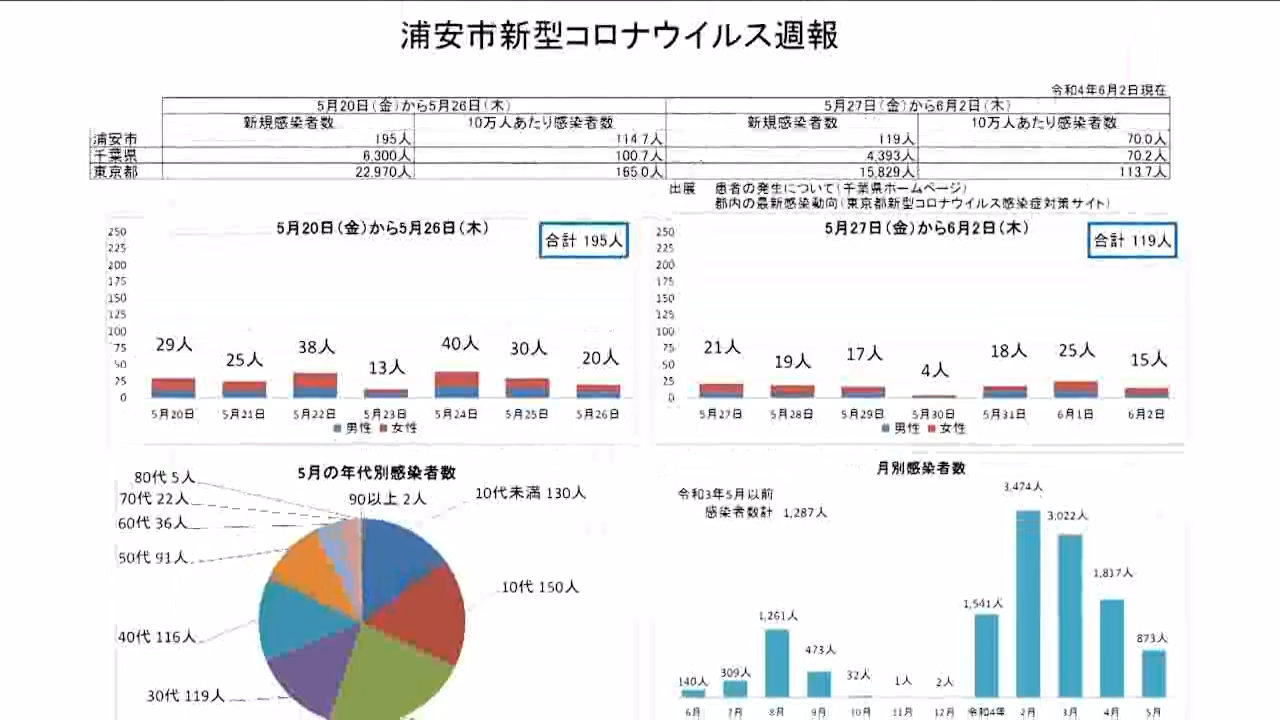 浦安市新型コロナウイルス週報
令和4年6月2日現在
5月20日(金)から5月26日(木) 5月27日(金)から6月2日(木)
新規感染者数 10万人あたり感染者数 新規感染者数 10万人あたり感染者数
浦安市 195人 114.7人 119人 70.0人
千葉県 6,300人 100.7人 4,393人 70.2人
東京都 22,970人 165.0人 15,829人 113.7人
出展 患者の発生について(千葉県ホームページ)
都内の最新感染動向(東京都新型コロナウイルス感染症対策サイト)
5月20日(金)から5月26日(木)
合計 195人
250
225
200
175
150
125
100
75
50
25
0
29人 25人 38人 13人 40人 30人 20人
5月20日 5月21日 5月22日 5月23日 5月24日 5月25日 5月26日
男性 女性
5月27日(金)から6月2日(木)
合計 119人
250
225
200
175
150
125
100
75
50
25
0
21人 19人 17人 4人 18人 25人 15人
5月27日 5月28日 5月29日 5月30日 5月31日 6月1日 6月2日
男性 女性
5月の年代別感染者数
80代 5人
70代 22人
90以上 2人
10代未満 130人
60代 36人
50代 91人
10代 150人
40代 116人
30代 119人
月別感染者数
令和3年5月以前
感染者数計 1,287人
140人 309人 1,261人 473人 32人 1人 2人 1,541人 3,474人 3,022人 1,817人 873人
6月 7月 8月 9月 10月 11月 12月 令和4年 2月 3月 4月 5月